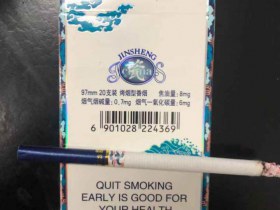 JINSHENG
97mm 20支装 烤烟型香烟 焦油量：8mg
烟气烟碱量：0.7mg 烟气一氧化碳量：6mg
6 901028 224369
QUIT SMOKING
EARLY IS GOOD FOR
YOUR HEALTH